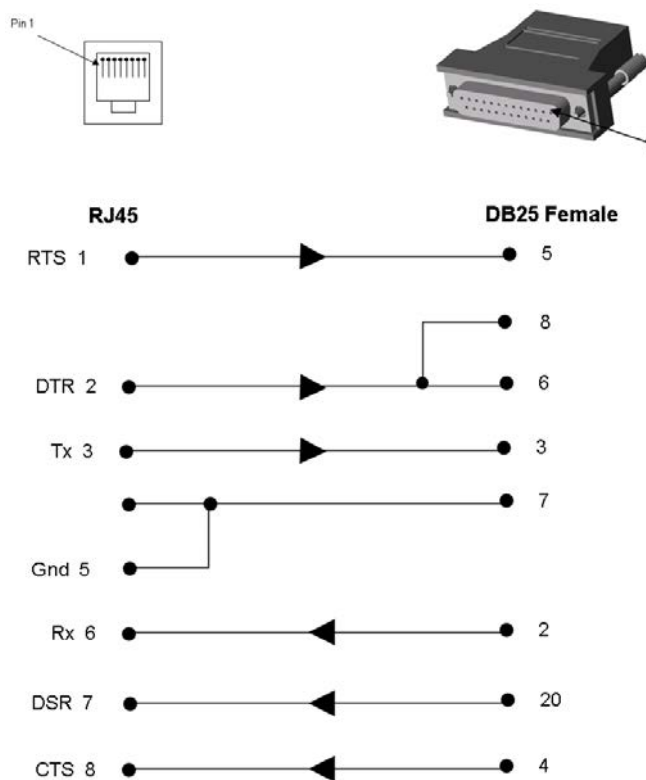 Pin 1
RJ45 DB25 Female
RTS 1 5
8
DTR 2 6
Tx 3 3
7
Gnd 5
Rx 6 2
DSR 7 20
CTS 8 4